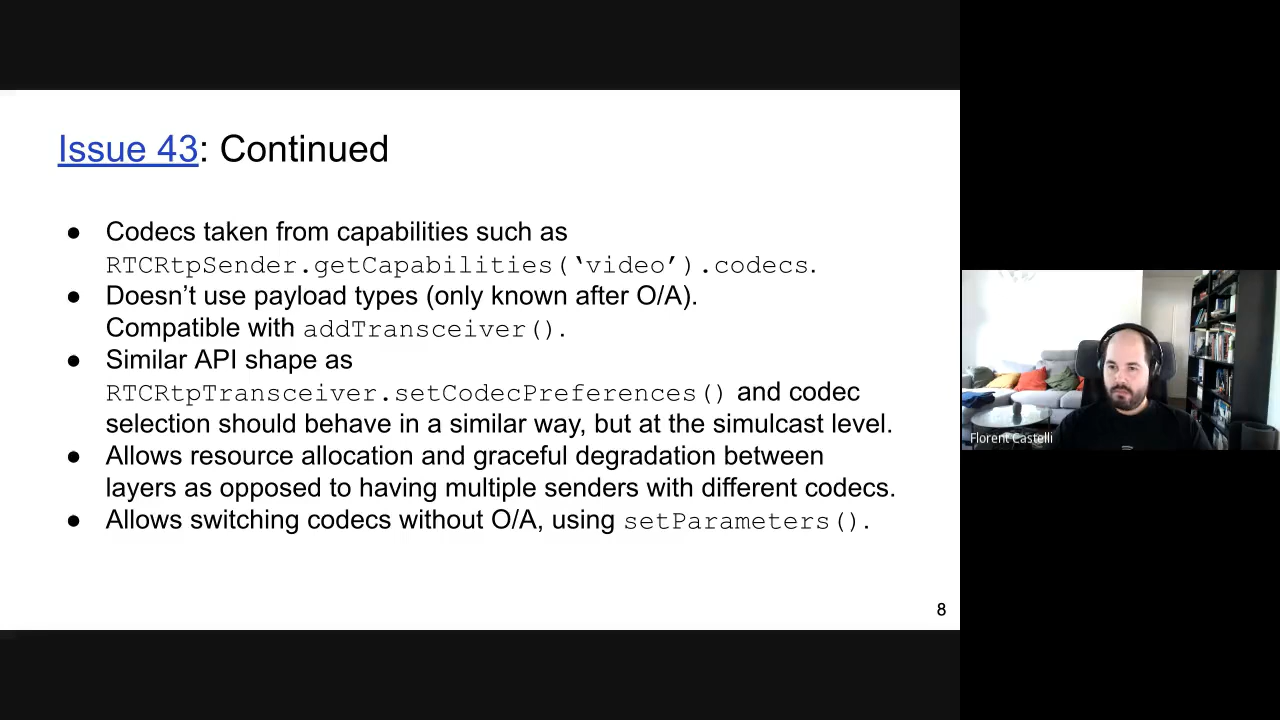 Issue 43: Continued
● Codecs taken from capabilities such as
RTCRtpSender.getCapabilities(‘video’).codecs.
● Doesn’t use payload types (only known after O/A).
Compatible with addTransceiver().
● Similar API shape as
RTCRtpTransceiver.setCodecPreferences() and codec
selection should behave in a similar way, but at the simulcast level.
● Allows resource allocation and graceful degradation between
layers as opposed to having multiple senders with different codecs.
● Allows switching codecs without O/A, using setParameters().
8
Florent Castelli